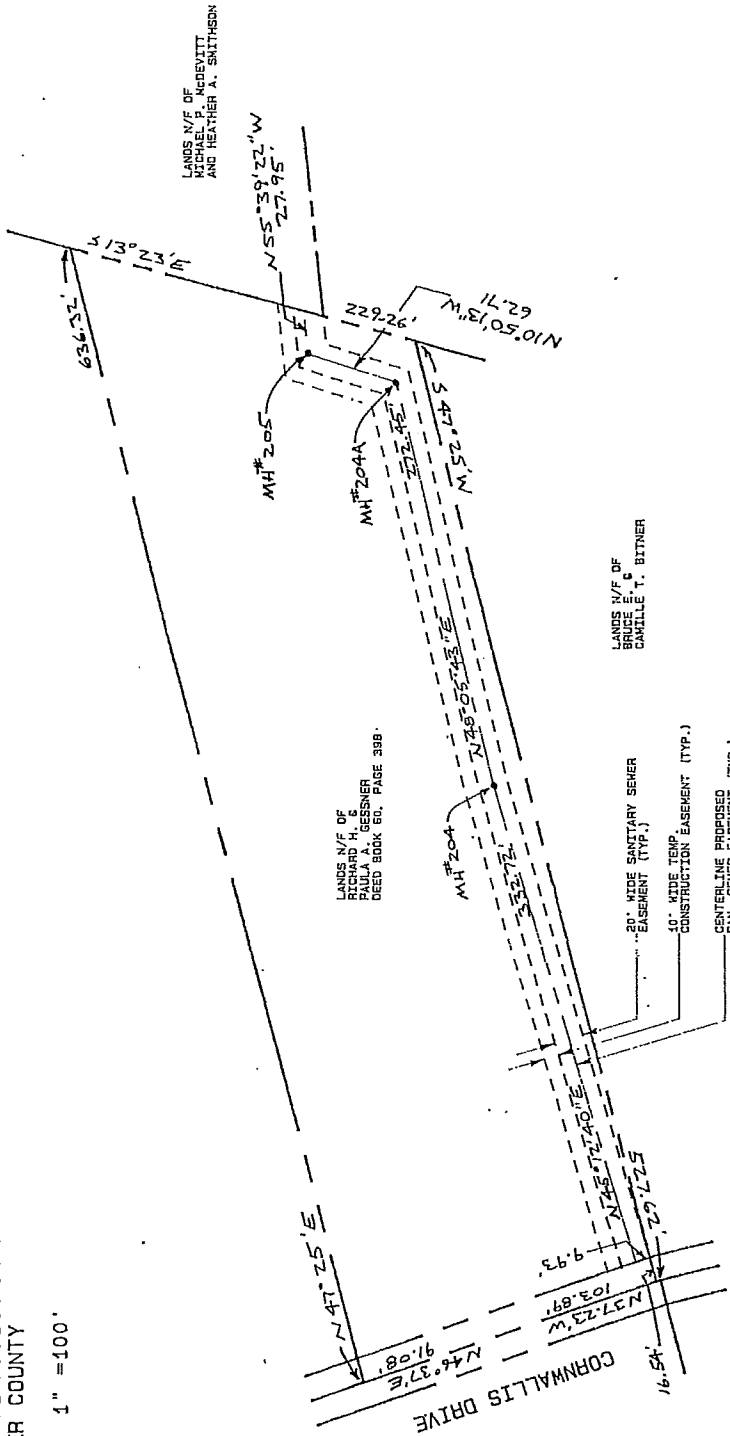 R COUNTY
1" =100'
LANDS N/F OF
MICHAEL P. McDEVITT
AND HEATHER A. SMITHSON
S 13°23'E
636.32'
N55°39'22"W
27.95'
229.26'
N10°50'13"W
62.71
MH#205
MH#204A
272.45'
S 47°25'W
LANDS N/F OF
RICHARD H. &
PAULA A. GESSNER
DEED BOOK 60, PAGE 398.
N48°05'43"E
MH#204
332.72'
LANDS N/F OF
BRUCE E. &
CAMILLE T. BITNER
20' WIDE SANITARY SEWER
EASEMENT (TYP.)
10' WIDE TEMP.
CONSTRUCTION EASEMENT (TYP.)
CENTERLINE PROPOSED
N45°12'40"E
N47°25'E
9.93'
527.62'
N37.23'W
103.89'
N46°37'E
91.08'
16.54'
CORNWALLIS DRIVE